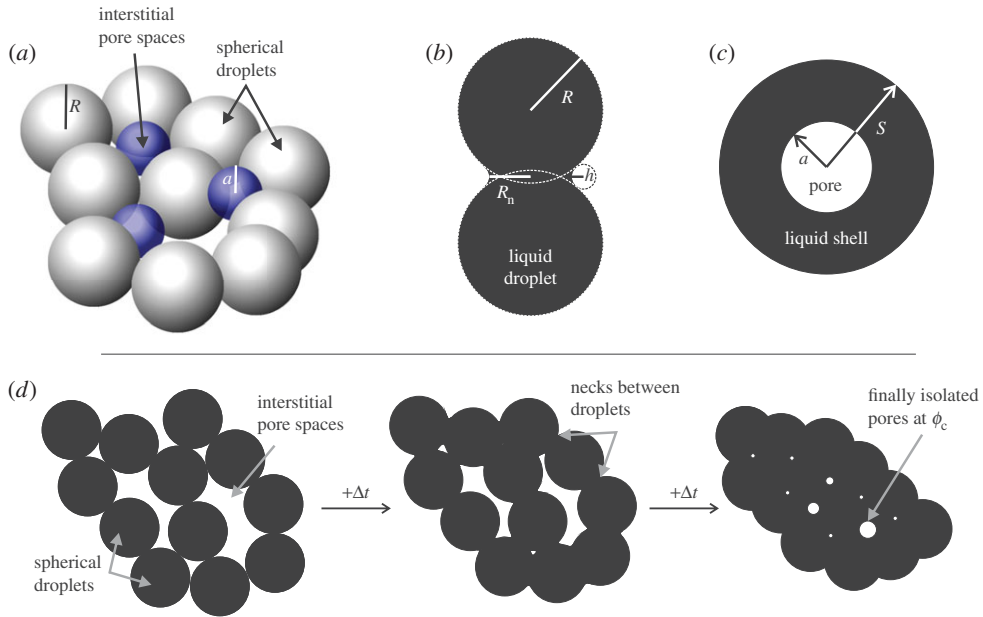 (a)
interstitial
pore spaces
spherical
droplets
R
a
(b)
R
h
Rₙ
liquid
droplet
(c)
S
a
pore
liquid shell
(d)
interstitial
pore spaces
spherical
droplets
+Δt
necks between
droplets
+Δt
finally isolated
pores at ϕ_c